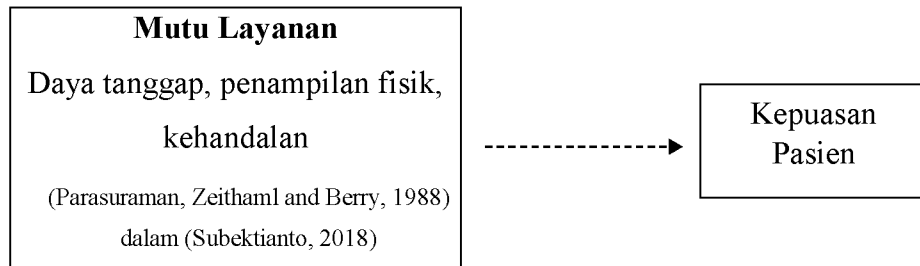 Mutu Layanan
Daya tanggap, penampilan fisik,
kehandalan
(Parasuraman, Zeithaml and Berry, 1988)
dalam (Subektianto, 2018)
Kepuasan
Pasien